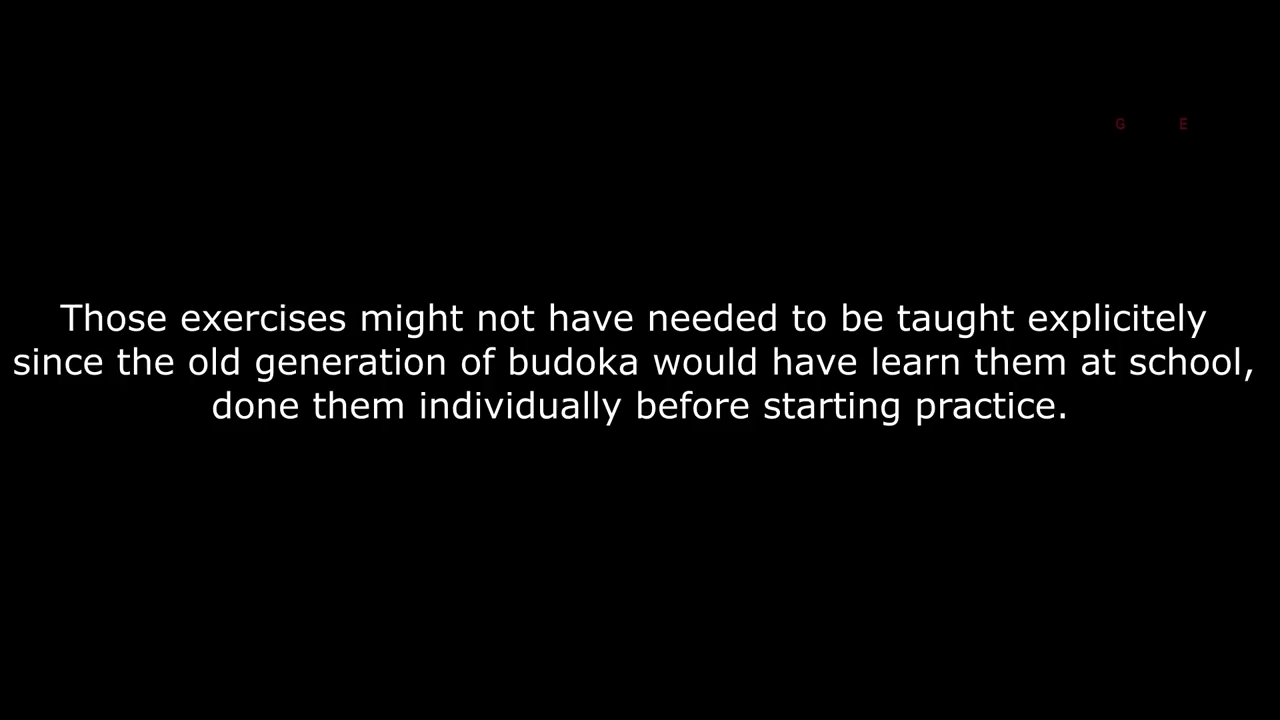 G E
Those exercises might not have needed to be taught explicitely
since the old generation of budoka would have learn them at school,
done them individually before starting practice.